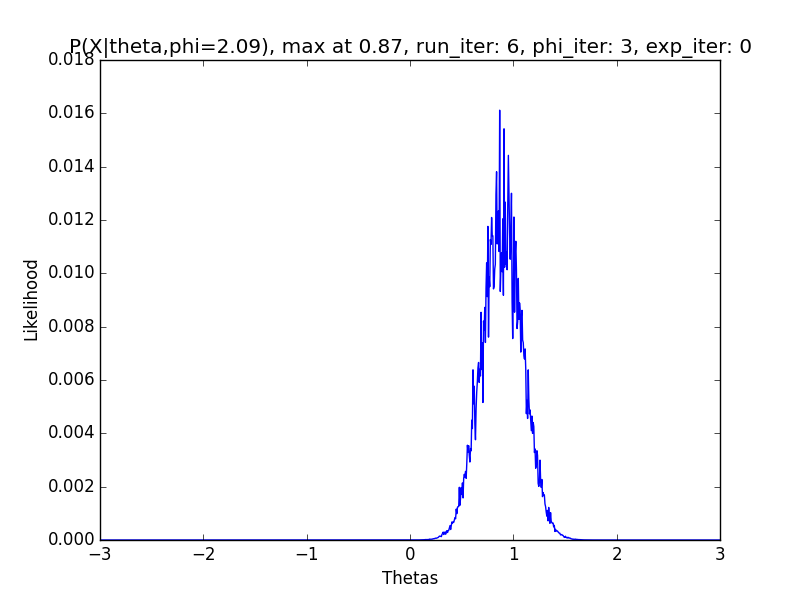 P(X|theta,phi=2.09), max at 0.87, run_iter: 6, phi_iter: 3, exp_iter: 0
0.018
0.016
0.014
0.012
0.010
0.008
0.006
0.004
0.002
0.000
Likelihood
−3 −2 −1 0 1 2 3
Thetas